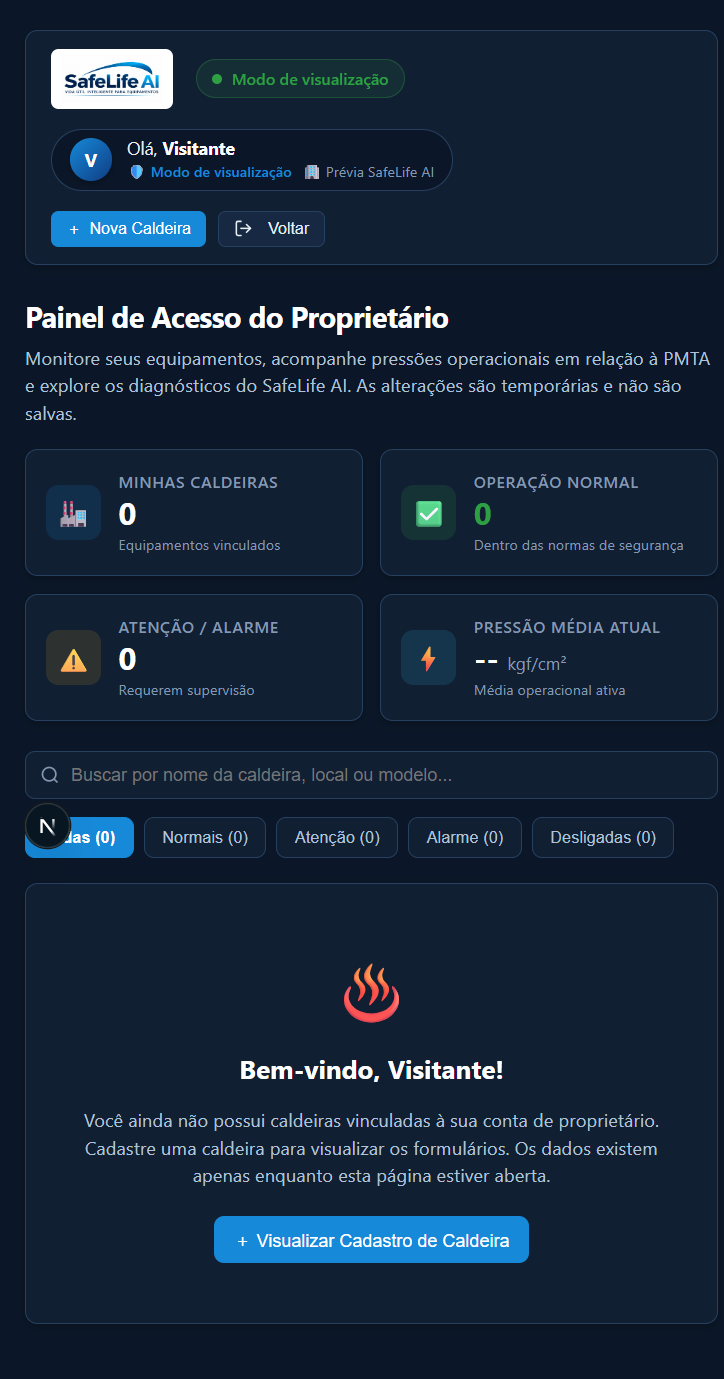 SafeLife AI
VIDA ÚTIL INTELIGENTE PARA EQUIPAMENTOS
Modo de visualização
V
Olá, Visitante
Modo de visualização Prévia SafeLife AI
+ Nova Caldeira
Voltar
Painel de Acesso do Proprietário
Monitore seus equipamentos, acompanhe pressões operacionais em relação à PMTA
e explore os diagnósticos do SafeLife AI. As alterações são temporárias e não são
salvas.
MINHAS CALDEIRAS
0
Equipamentos vinculados
OPERAÇÃO NORMAL
0
Dentro das normas de segurança
ATENÇÃO / ALARME
0
Requerem supervisão
PRESSÃO MÉDIA ATUAL
-- kgf/cm²
Média operacional ativa
Buscar por nome da caldeira, local ou modelo...
N
das (0)
Normais (0)
Atenção (0)
Alarme (0)
Desligadas (0)
Bem-vindo, Visitante!
Você ainda não possui caldeiras vinculadas à sua conta de proprietário.
Cadastre uma caldeira para visualizar os formulários. Os dados existem
apenas enquanto esta página estiver aberta.
+ Visualizar Cadastro de Caldeira